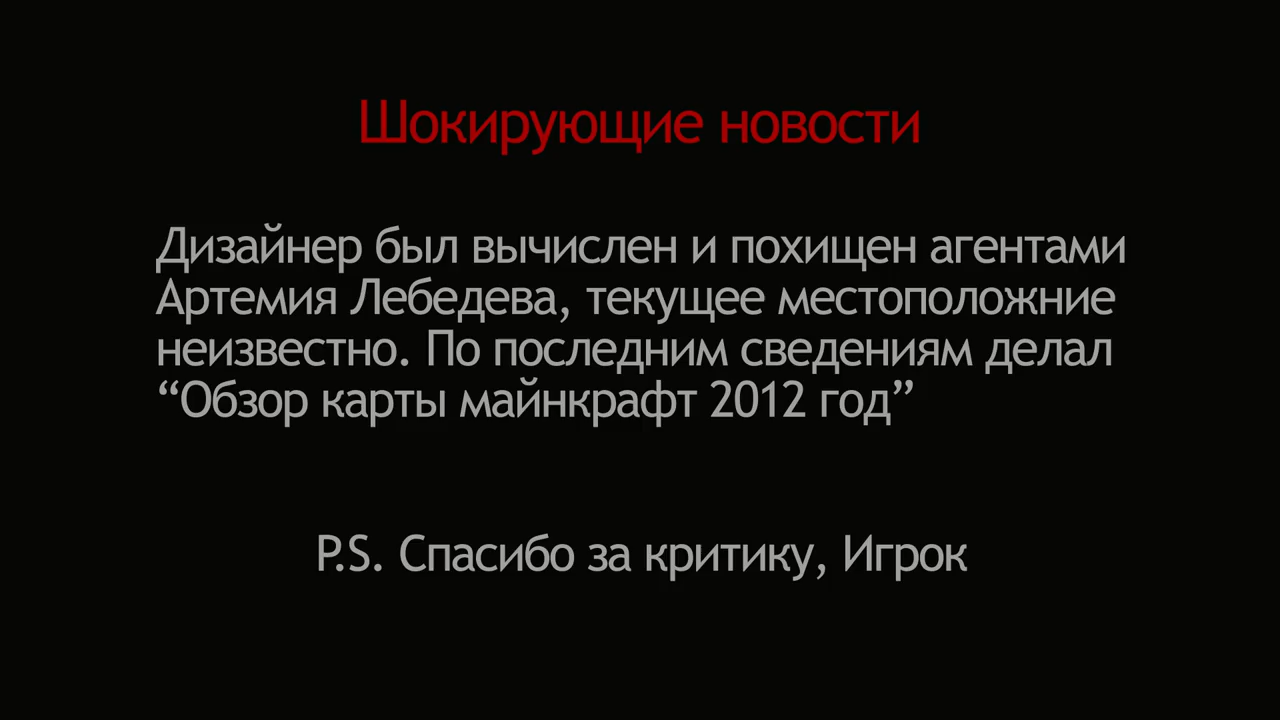 Шокирующие новости
Дизайнер был вычислен и похищен агентами
Артемия Лебедева, текущее местоположние
неизвестно. По последним сведениям делал
“Обзор карты майнкрафт 2012 год”
P.S. Спасибо за критику, Игрок